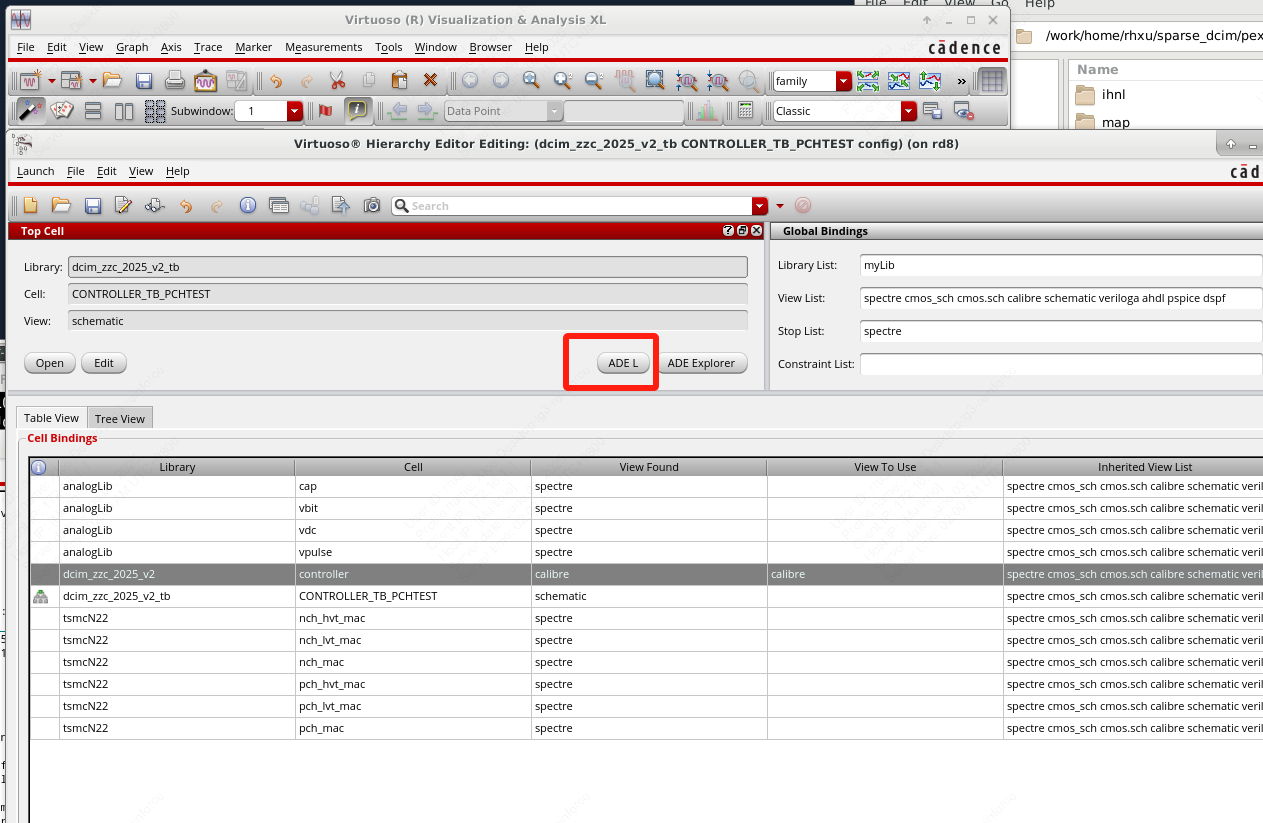 File Edit View Go Help
Virtuoso (R) Visualization & Analysis XL
File Edit View Graph Axis Trace Marker Measurements Tools Window Browser Help
cādence
/work/home/rhxu/sparse_dcim/pex
family
»
Name
ihnl
map
Subwindow: 1
Data Point
Classic
Virtuoso® Hierarchy Editor Editing: (dcim_zzc_2025_v2_tb CONTROLLER_TB_PCHTEST config) (on rd8)
Launch File Edit View Help
cād
Search
Top Cell
Global Bindings
Library: dcim_zzc_2025_v2_tb
Cell: CONTROLLER_TB_PCHTEST
View: schematic
Open Edit ADE L ADE Explorer
Library List: myLib
View List: spectre cmos_sch cmos.sch calibre schematic veriloga ahdl pspice dspf
Stop List: spectre
Constraint List:
Table View Tree View
Cell Bindings
Library Cell View Found View To Use Inherited View List
analogLib cap spectre spectre cmos_sch cmos.sch calibre schematic veril
analogLib vbit spectre spectre cmos_sch cmos.sch calibre schematic veril
analogLib vdc spectre spectre cmos_sch cmos.sch calibre schematic veril
analogLib vpulse spectre spectre cmos_sch cmos.sch calibre schematic veril
dcim_zzc_2025_v2 controller calibre calibre spectre cmos_sch cmos.sch calibre schematic veril
dcim_zzc_2025_v2_tb CONTROLLER_TB_PCHTEST schematic spectre cmos_sch cmos.sch calibre schematic veril
tsmcN22 nch_hvt_mac spectre spectre cmos_sch cmos.sch calibre schematic veril
tsmcN22 nch_lvt_mac spectre spectre cmos_sch cmos.sch calibre schematic veril
tsmcN22 nch_mac spectre spectre cmos_sch cmos.sch calibre schematic veril
tsmcN22 pch_hvt_mac spectre spectre cmos_sch cmos.sch calibre schematic veril
tsmcN22 pch_lvt_mac spectre spectre cmos_sch cmos.sch calibre schematic veril
tsmcN22 pch_mac spectre spectre cmos_sch cmos.sch calibre schematic veril